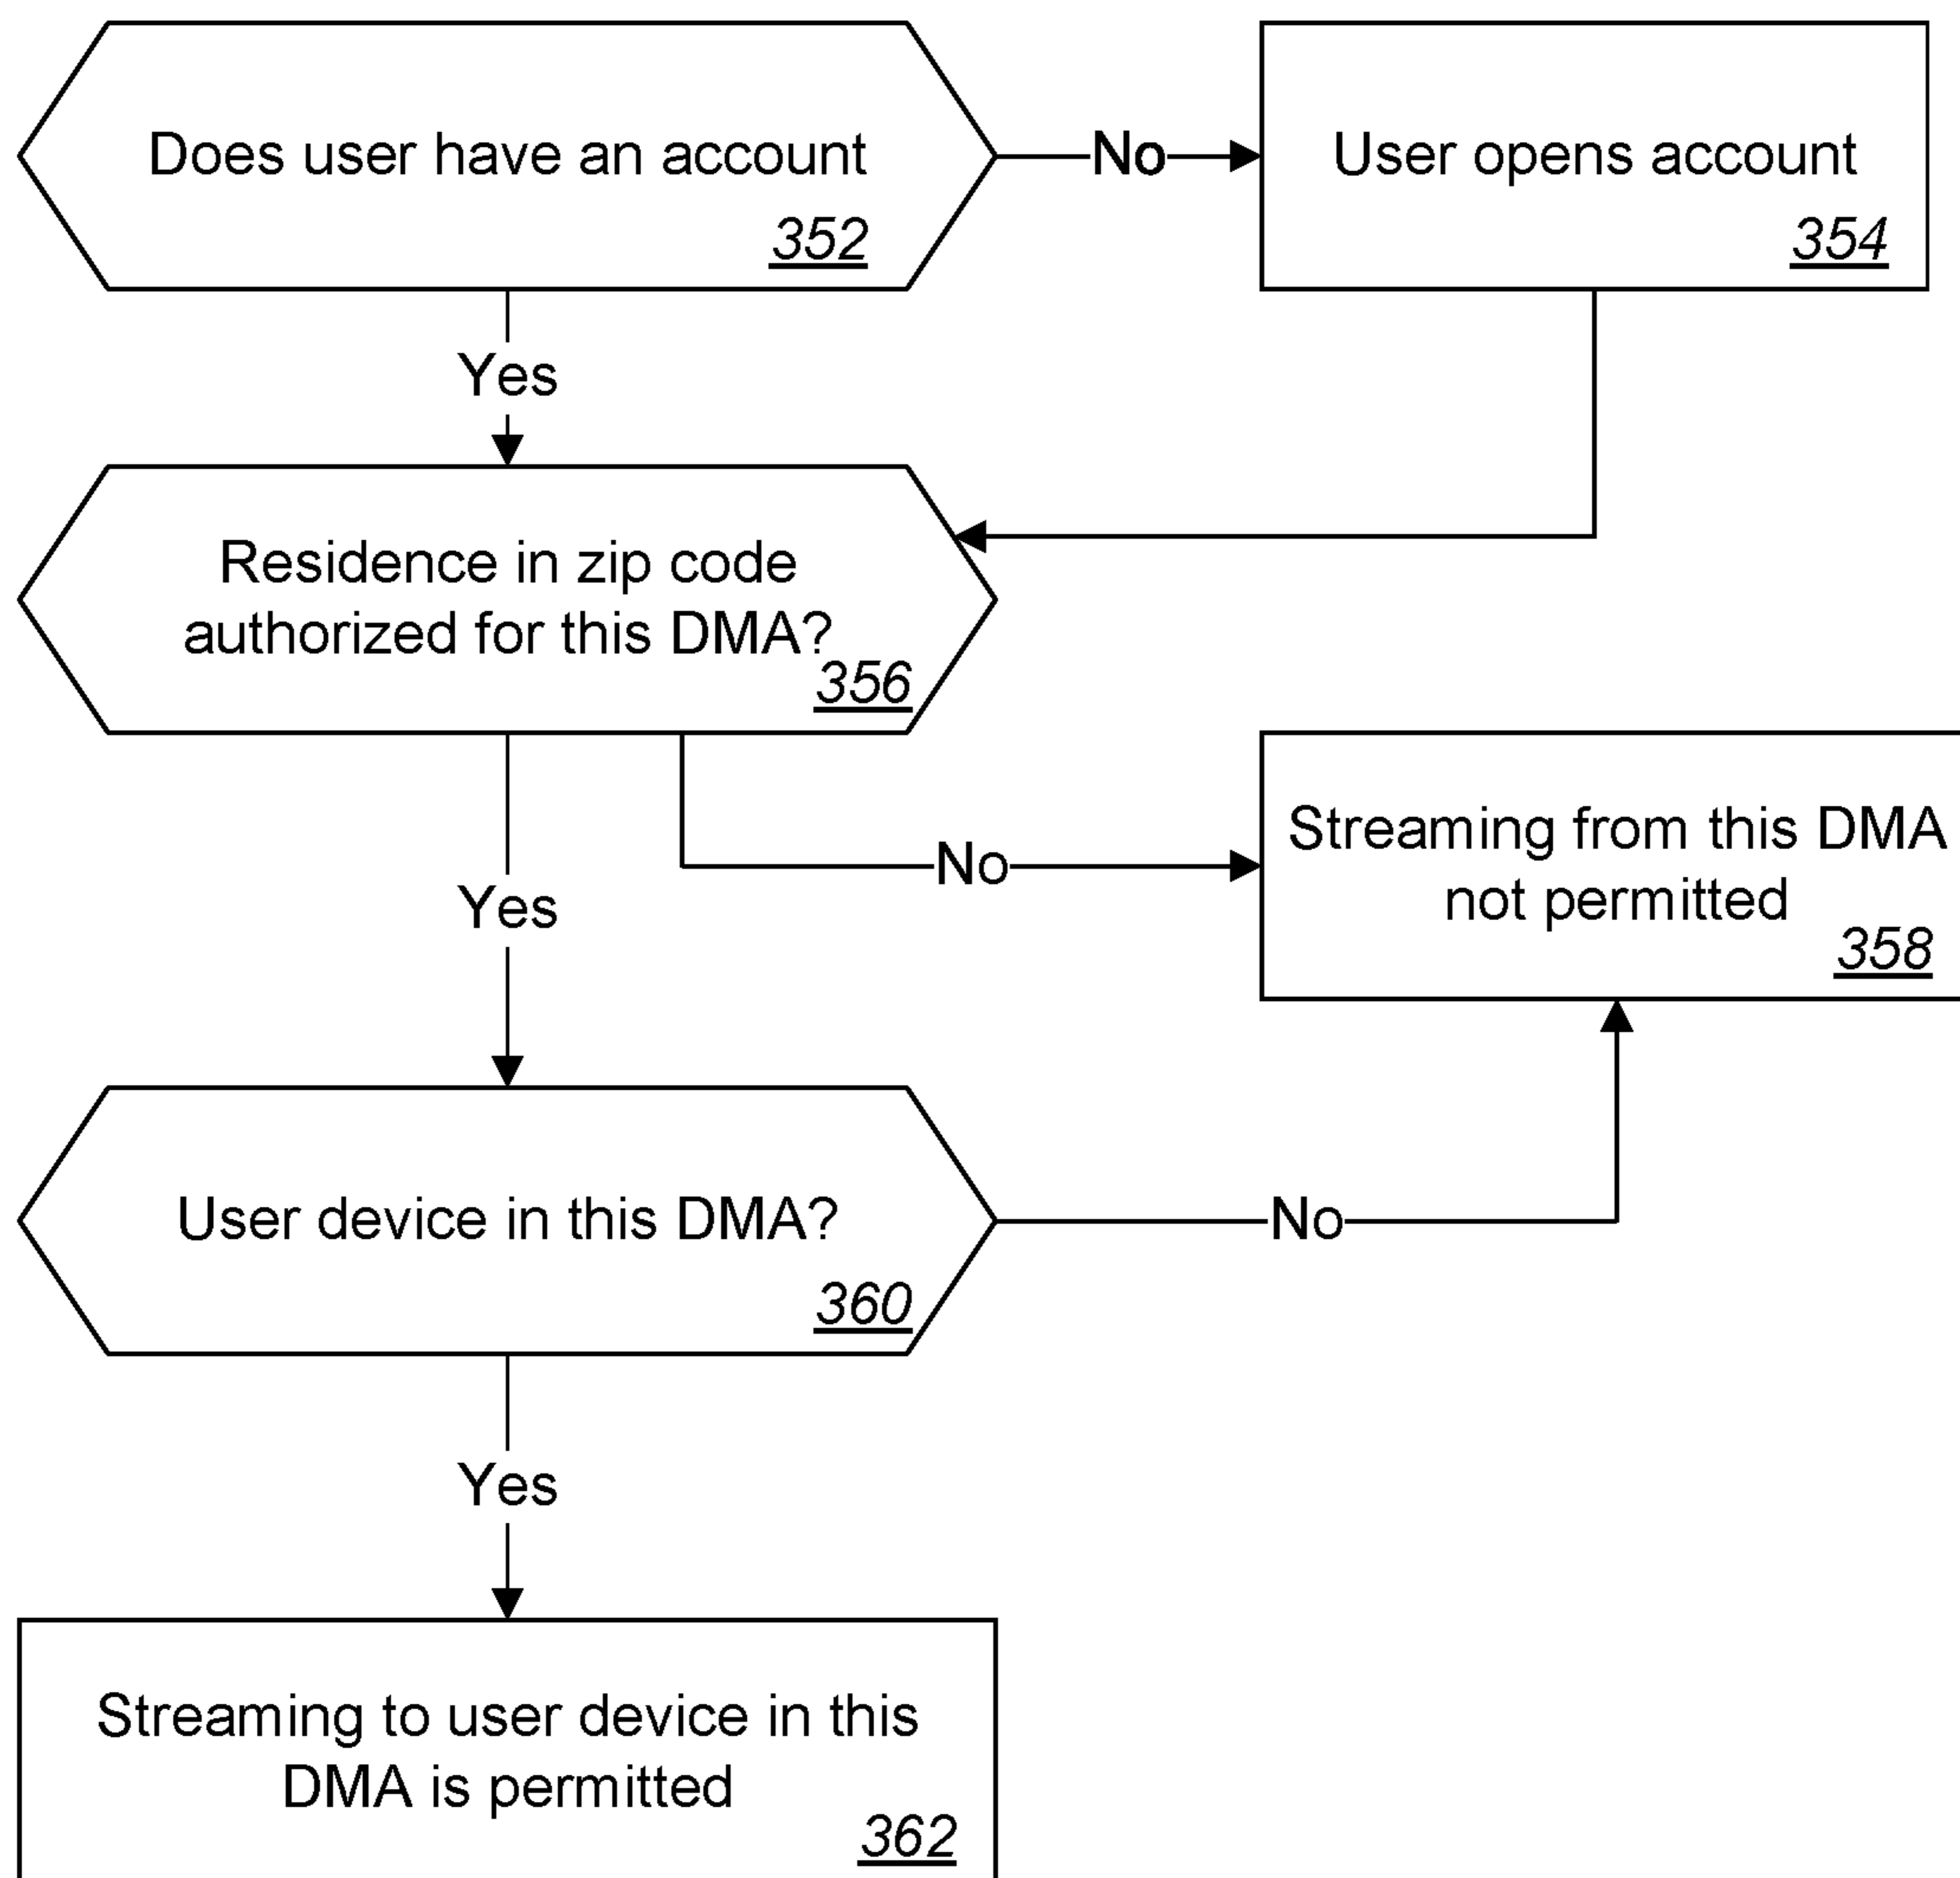 Does user have an account
352
No
User opens account
354
Yes
Residence in zip code
authorized for this DMA?
356
No
Streaming from this DMA
not permitted
358
Yes
User device in this DMA?
360
No
Yes
Streaming to user device in this
DMA is permitted
362